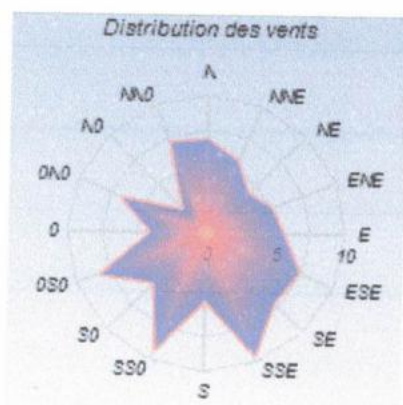 Distribution des vents
N
NNO NNE
NO NE
ONO ENE
O E
0 5 10
OSO ESE
SO SE
SSO SSE
S